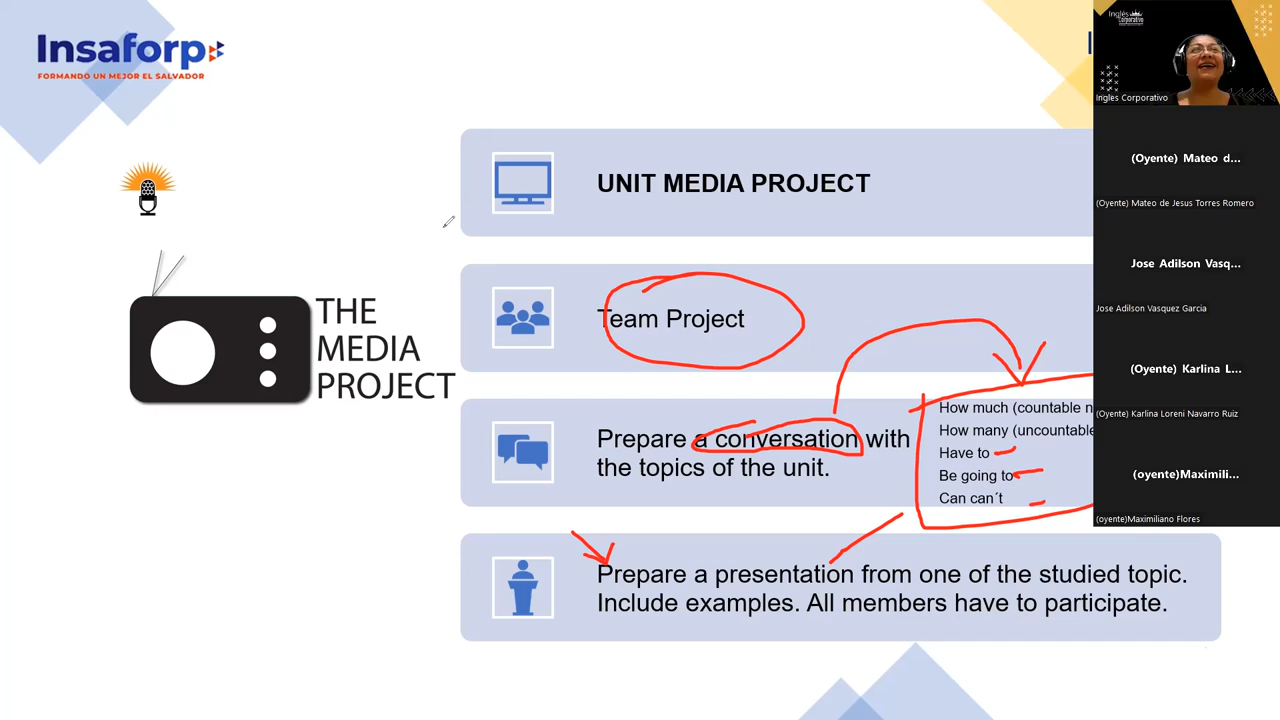 Insaforp
FORMANDO UN MEJOR EL SALVADOR
THE
MEDIA
PROJECT
UNIT MEDIA PROJECT
Team Project
Prepare a conversation with
the topics of the unit.
How much (countable n
How many (uncountable
Have to
Be going to
Can can´t
Prepare a presentation from one of the studied topic.
Include examples. All members have to participate.
Inglés
Corporativo
Ingles Corporativo
(Oyente) Mateo d...
(Oyente) Mateo de Jesus Torres Romero
Jose Adilson Vasq...
Jose Adilson Vasquez Garcia
(Oyente) Karlina L...
(Oyente) Karlina Loreni Navarro Ruiz
(oyente)Maximili...
(oyente)Maximiliano Flores